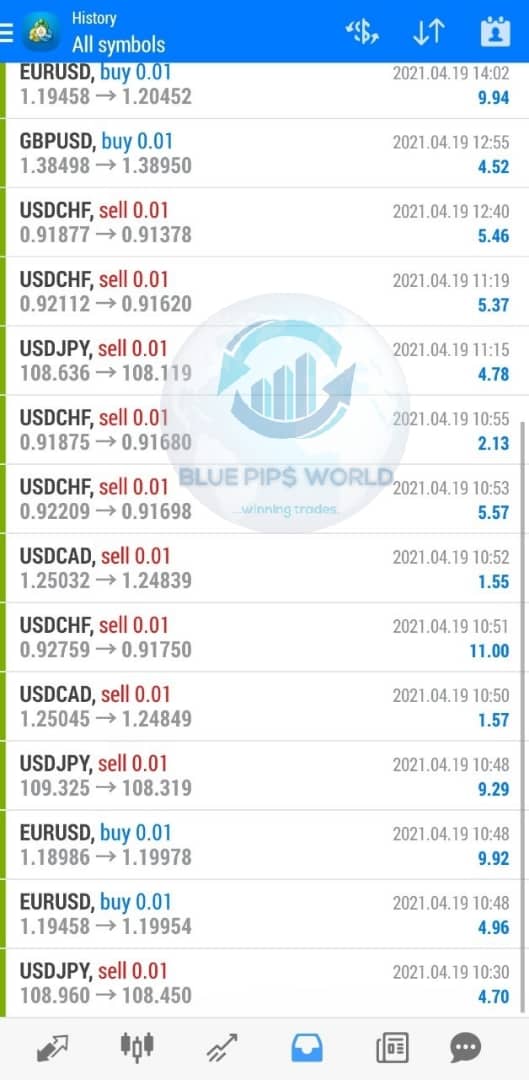 History
All symbols
EURUSD, buy 0.01 2021.04.19 14:02
1.19458 → 1.20452 9.94
GBPUSD, buy 0.01 2021.04.19 12:55
1.38498 → 1.38950 4.52
USDCHF, sell 0.01 2021.04.19 12:40
0.91877 → 0.91378 5.46
USDCHF, sell 0.01 2021.04.19 11:19
0.92112 → 0.91620 5.37
USDJPY, sell 0.01 2021.04.19 11:15
108.636 → 108.119 4.78
USDCHF, sell 0.01 2021.04.19 10:55
0.91875 → 0.91680 2.13
BLUE PIP$ WORLD
USDCHF, sell 0.01 2021.04.19 10:53
0.92209 → 0.91698 5.57
...winning trades..
USDCAD, sell 0.01 2021.04.19 10:52
1.25032 → 1.24839 1.55
USDCHF, sell 0.01 2021.04.19 10:51
0.92759 → 0.91750 11.00
USDCAD, sell 0.01 2021.04.19 10:50
1.25045 → 1.24849 1.57
USDJPY, sell 0.01 2021.04.19 10:48
109.325 → 108.319 9.29
EURUSD, buy 0.01 2021.04.19 10:48
1.18986 → 1.19978 9.92
EURUSD, buy 0.01 2021.04.19 10:48
1.19458 → 1.19954 4.96
USDJPY, sell 0.01 2021.04.19 10:30
108.960 → 108.450 4.70